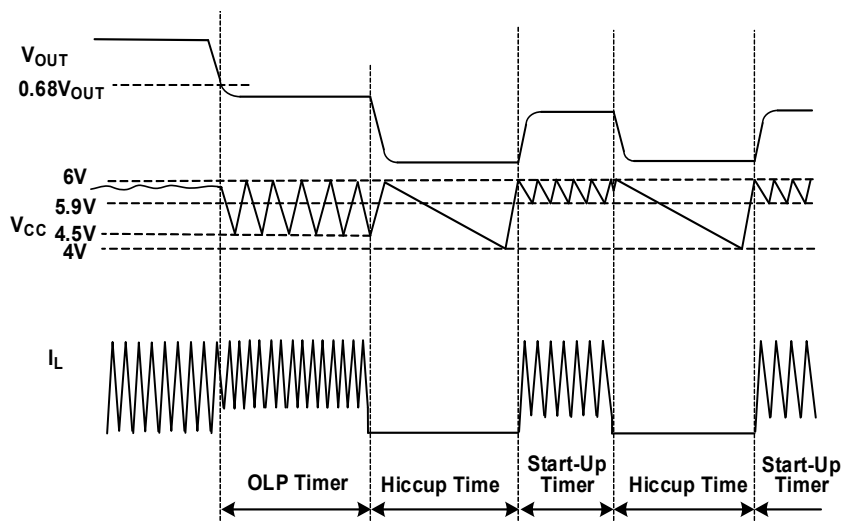 VOUT
0.68VOUT
6V
5.9V
VCC
4.5V
4V
IL
OLP Timer
Hiccup Time
Start-Up
Timer
Hiccup Time
Start-Up
Timer